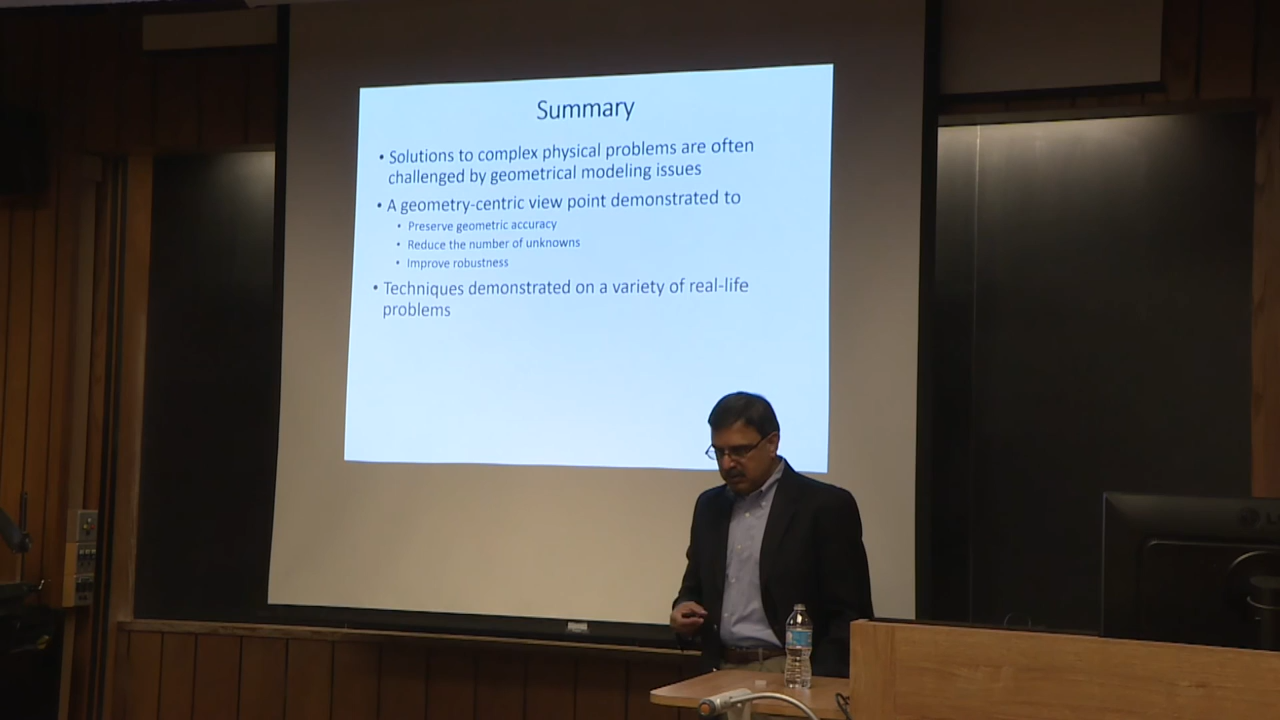 Summary
• Solutions to complex physical problems are often
challenged by geometrical modeling issues
• A geometry-centric view point demonstrated to
• Preserve geometric accuracy
• Reduce the number of unknowns
• Improve robustness
• Techniques demonstrated on a variety of real-life
problems